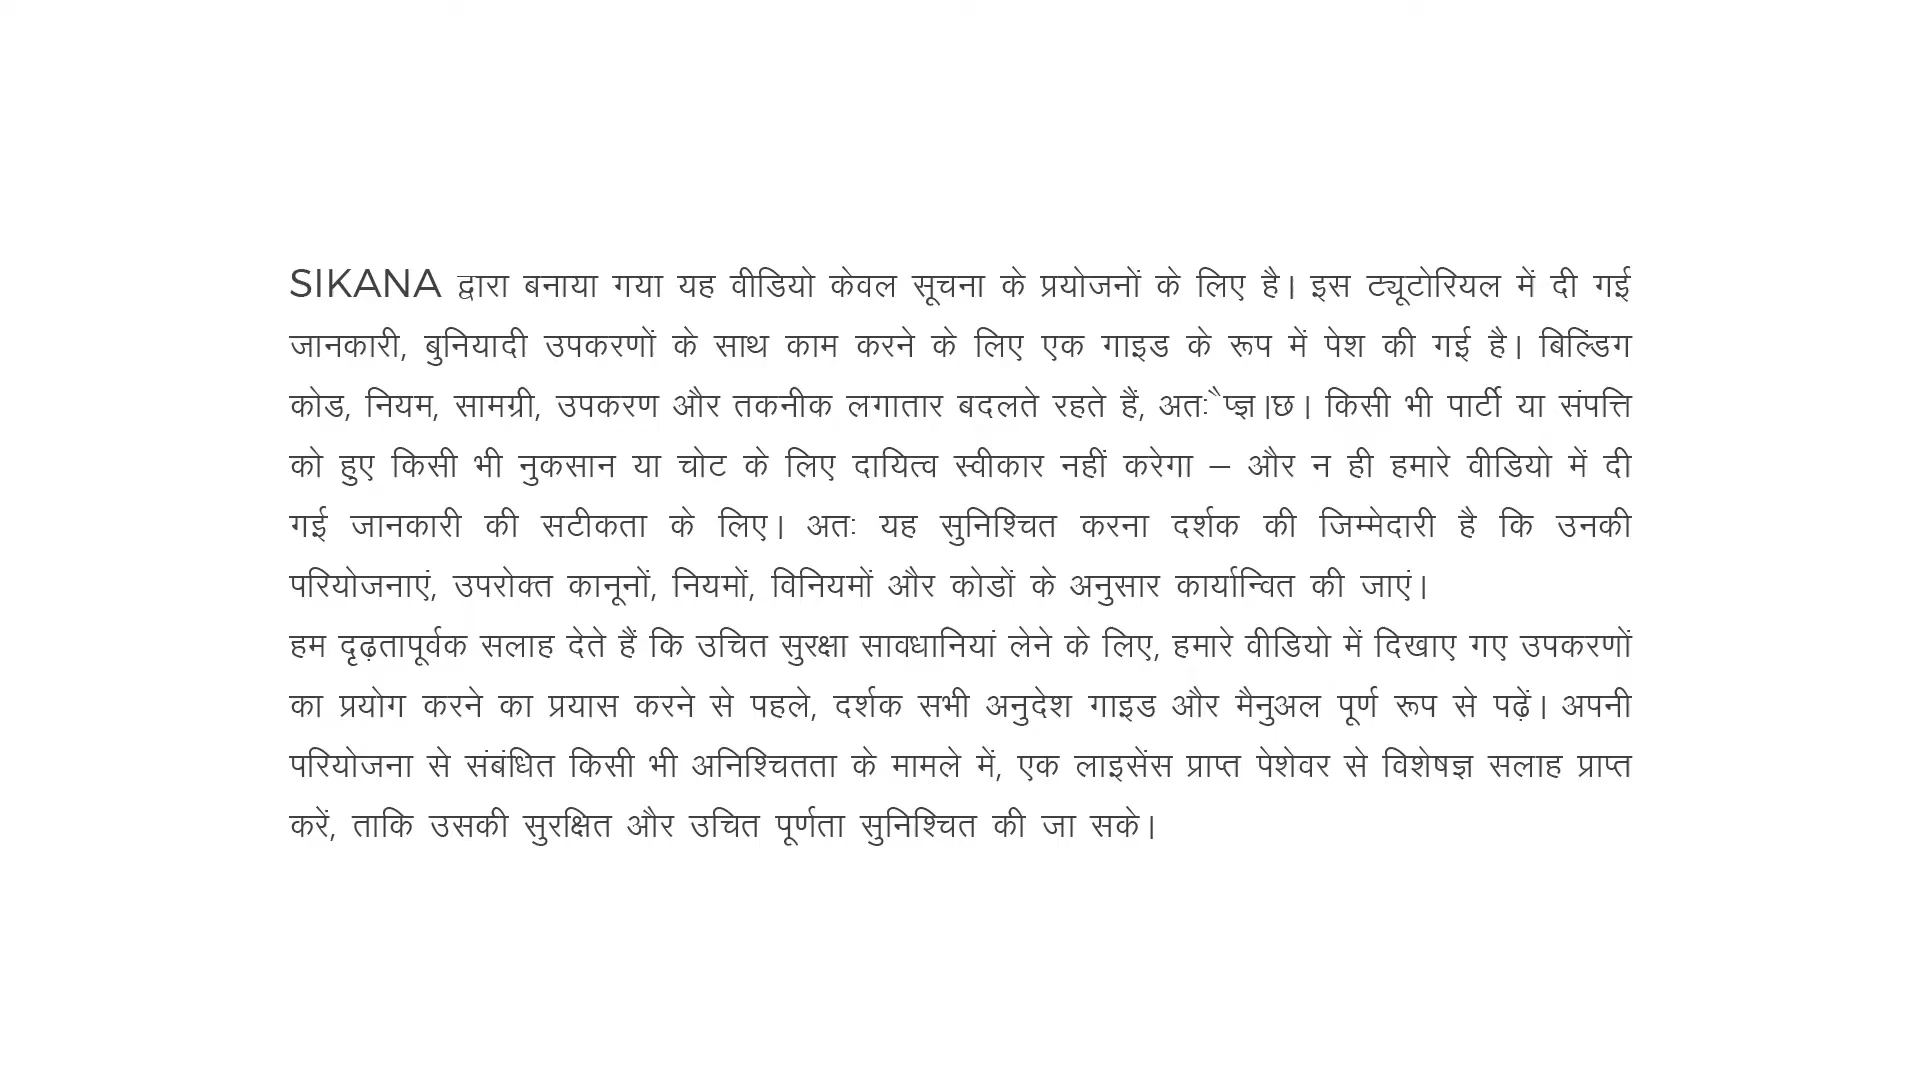 SIKANA द्वारा बनाया गया यह वीडियो केवल सूचना के प्रयोजनों के लिए है। इस ट्यूटोरियल में दी गई
जानकारी, बुनियादी उपकरणों के साथ काम करने के लिए एक गाइड के रूप में पेश की गई है। बिल्डिंग
कोड, नियम, सामग्री, उपकरण और तकनीक लगातार बदलते रहते हैं, अतःैप्ज्ञ।छ। किसी भी पार्टी या संपत्ति
को हुए किसी भी नुकसान या चोट के लिए दायित्व स्वीकार नहीं करेगा – और न ही हमारे वीडियो में दी
गई जानकारी की सटीकता के लिए। अतः यह सुनिश्चित करना दर्शक की जिम्मेदारी है कि उनकी
परियोजनाएं, उपरोक्त कानूनों, नियमों, विनियमों और कोडों के अनुसार कार्यान्वित की जाएं।
हम दृढ़तापूर्वक सलाह देते हैं कि उचित सुरक्षा सावधानियां लेने के लिए, हमारे वीडियो में दिखाए गए उपकरणों
का प्रयोग करने का प्रयास करने से पहले, दर्शक सभी अनुदेश गाइड और मैनुअल पूर्ण रूप से पढ़ें। अपनी
परियोजना से संबंधित किसी भी अनिश्चितता के मामले में, एक लाइसेंस प्राप्त पेशेवर से विशेषज्ञ सलाह प्राप्त
करें, ताकि उसकी सुरक्षित और उचित पूर्णता सुनिश्चित की जा सके।